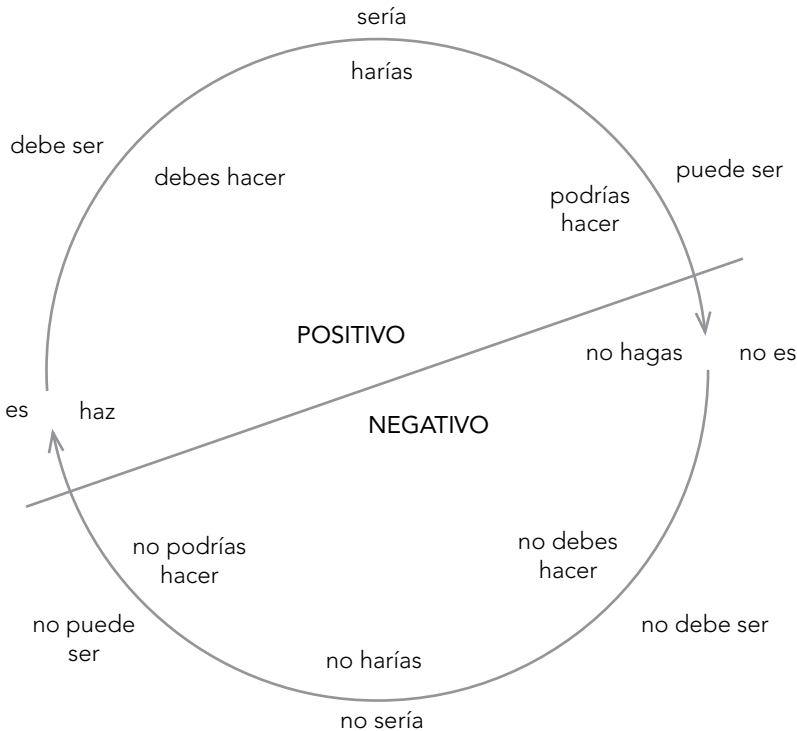 sería
harías
debe ser
debes hacer
puede ser
podrías
hacer
POSITIVO
no hagas
no es
es
haz
NEGATIVO
no podrías
hacer
no debes
hacer
no puede
ser
no debe ser
no harías
no sería